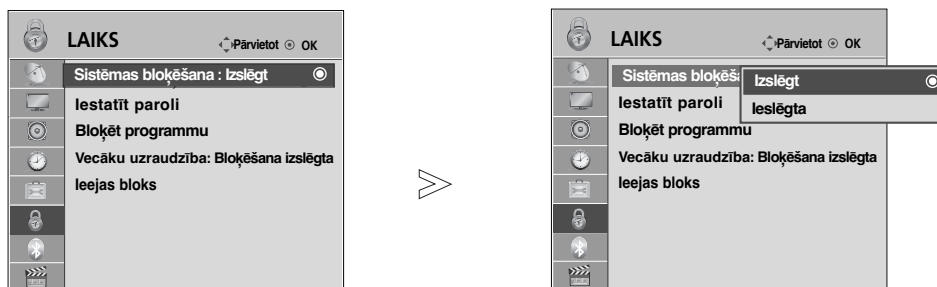 LAIKS
Pārvietot OK
Sistēmas bloķēšana : Izslēgt
Iestatīt paroli
Bloķēt programmu
Vecāku uzraudzība: Bloķēšana izslēgta
Ieejas bloks
LAIKS
Pārvietot OK
Sistēmas bloķēša
Izslēgt
Ieslēgta
Iestatīt paroli
Bloķēt programmu
Vecāku uzraudzība: Bloķēšana izslēgta
Ieejas bloks